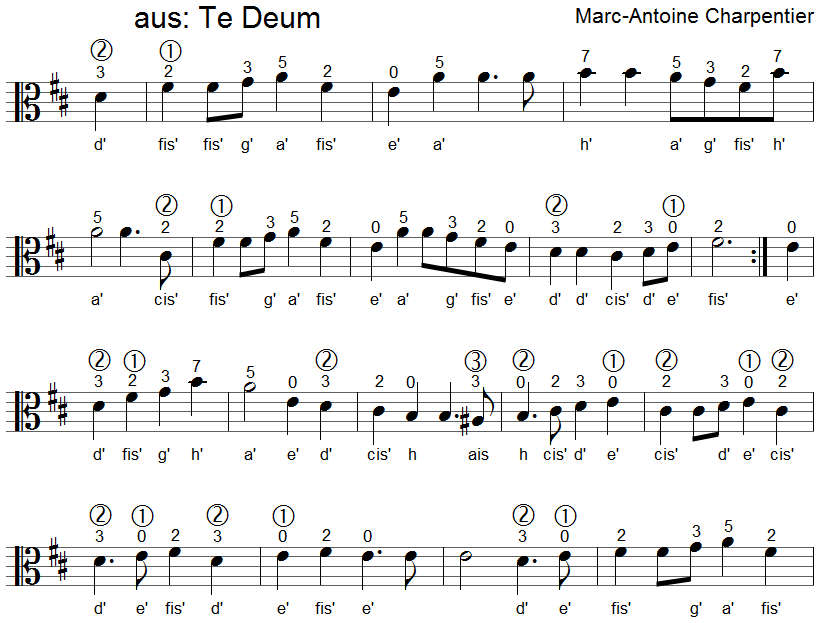 aus: Te Deum
Marc-Antoine Charpentier
② ①
3 2 3 5 2 0 5 7 5 3 2 7
d' fis' fis' g' a' fis' e' a' h' a' g' fis' h'
② ① ② ①
5 2 2 3 5 2 0 5 3 2 0 3 2 3 0 2 0
a' cis' fis' g' a' fis' e' a' g' fis' e' d' d' cis' d' e' fis' e'
② ① ② ③ ② ① ② ① ②
3 2 3 7 5 0 3 2 0 3 0 2 3 0 2 3 0 2
d' fis' g' h' a' e' d' cis' h ais h cis' d' e' cis' d' e' cis'
② ① ② ① ② ①
3 0 2 3 0 2 0 3 0 2 3 5 2
d' e' fis' d' e' fis' e' d' e' fis' g' a' fis'